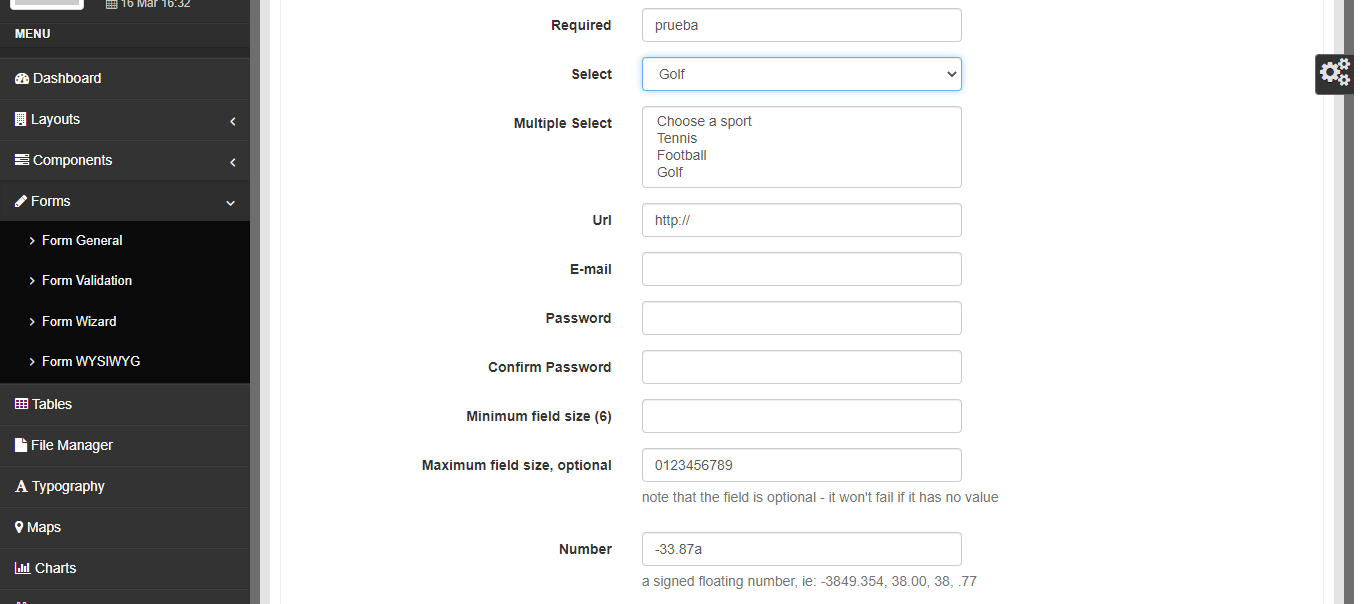 16 Mar 16:32
MENU
Dashboard
Layouts
Components
Forms
Form General
Form Validation
Form Wizard
Form WYSIWYG
Tables
File Manager
Typography
Maps
Charts
Required prueba
Select Golf
Multiple Select Choose a sport
Tennis
Football
Golf
Url http://
E-mail
Password
Confirm Password
Minimum field size (6)
Maximum field size, optional 0123456789
note that the field is optional - it won't fail if it has no value
Number -33.87a
a signed floating number, ie: -3849.354, 38.00, 38, .77